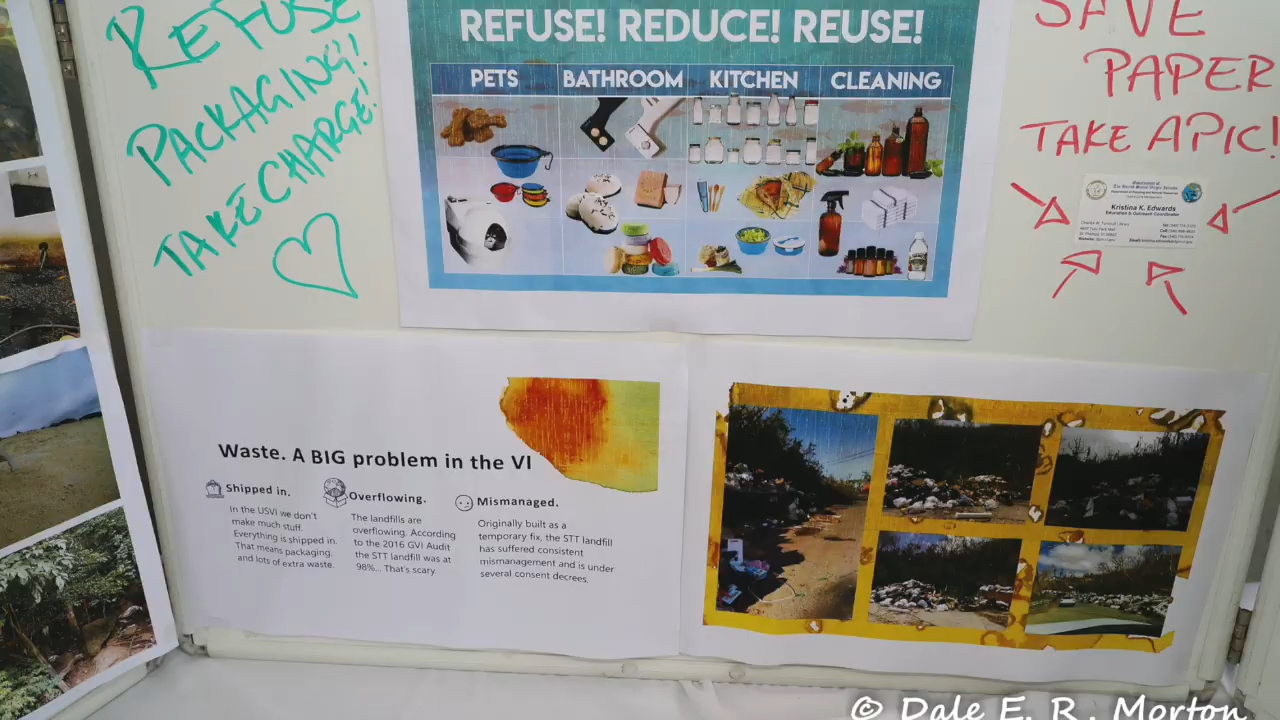 REFUSE
PACKAGING!!
TAKE CHARGE!
REFUSE! REDUCE! REUSE!
PETS
BATHROOM
KITCHEN
CLEANING
SAVE
PAPER
TAKE A PIC!
Kristina K. Edwards
Education & Outreach Coordinator
Waste. A BIG problem in the VI
Shipped in.
In the USVI we don't
make much stuff.
Everything is shipped in.
That means packaging.
and lots of extra waste.
Overflowing.
The landfills are
overflowing. According
to the 2016 GVI Audit
the STT landfill was at
98%... That's scary
Mismanaged.
Originally built as a
temporary fix, the STT landfill
has suffered consistent
mismanagement and is under
several consent decrees.
© Dale E. R. Morton